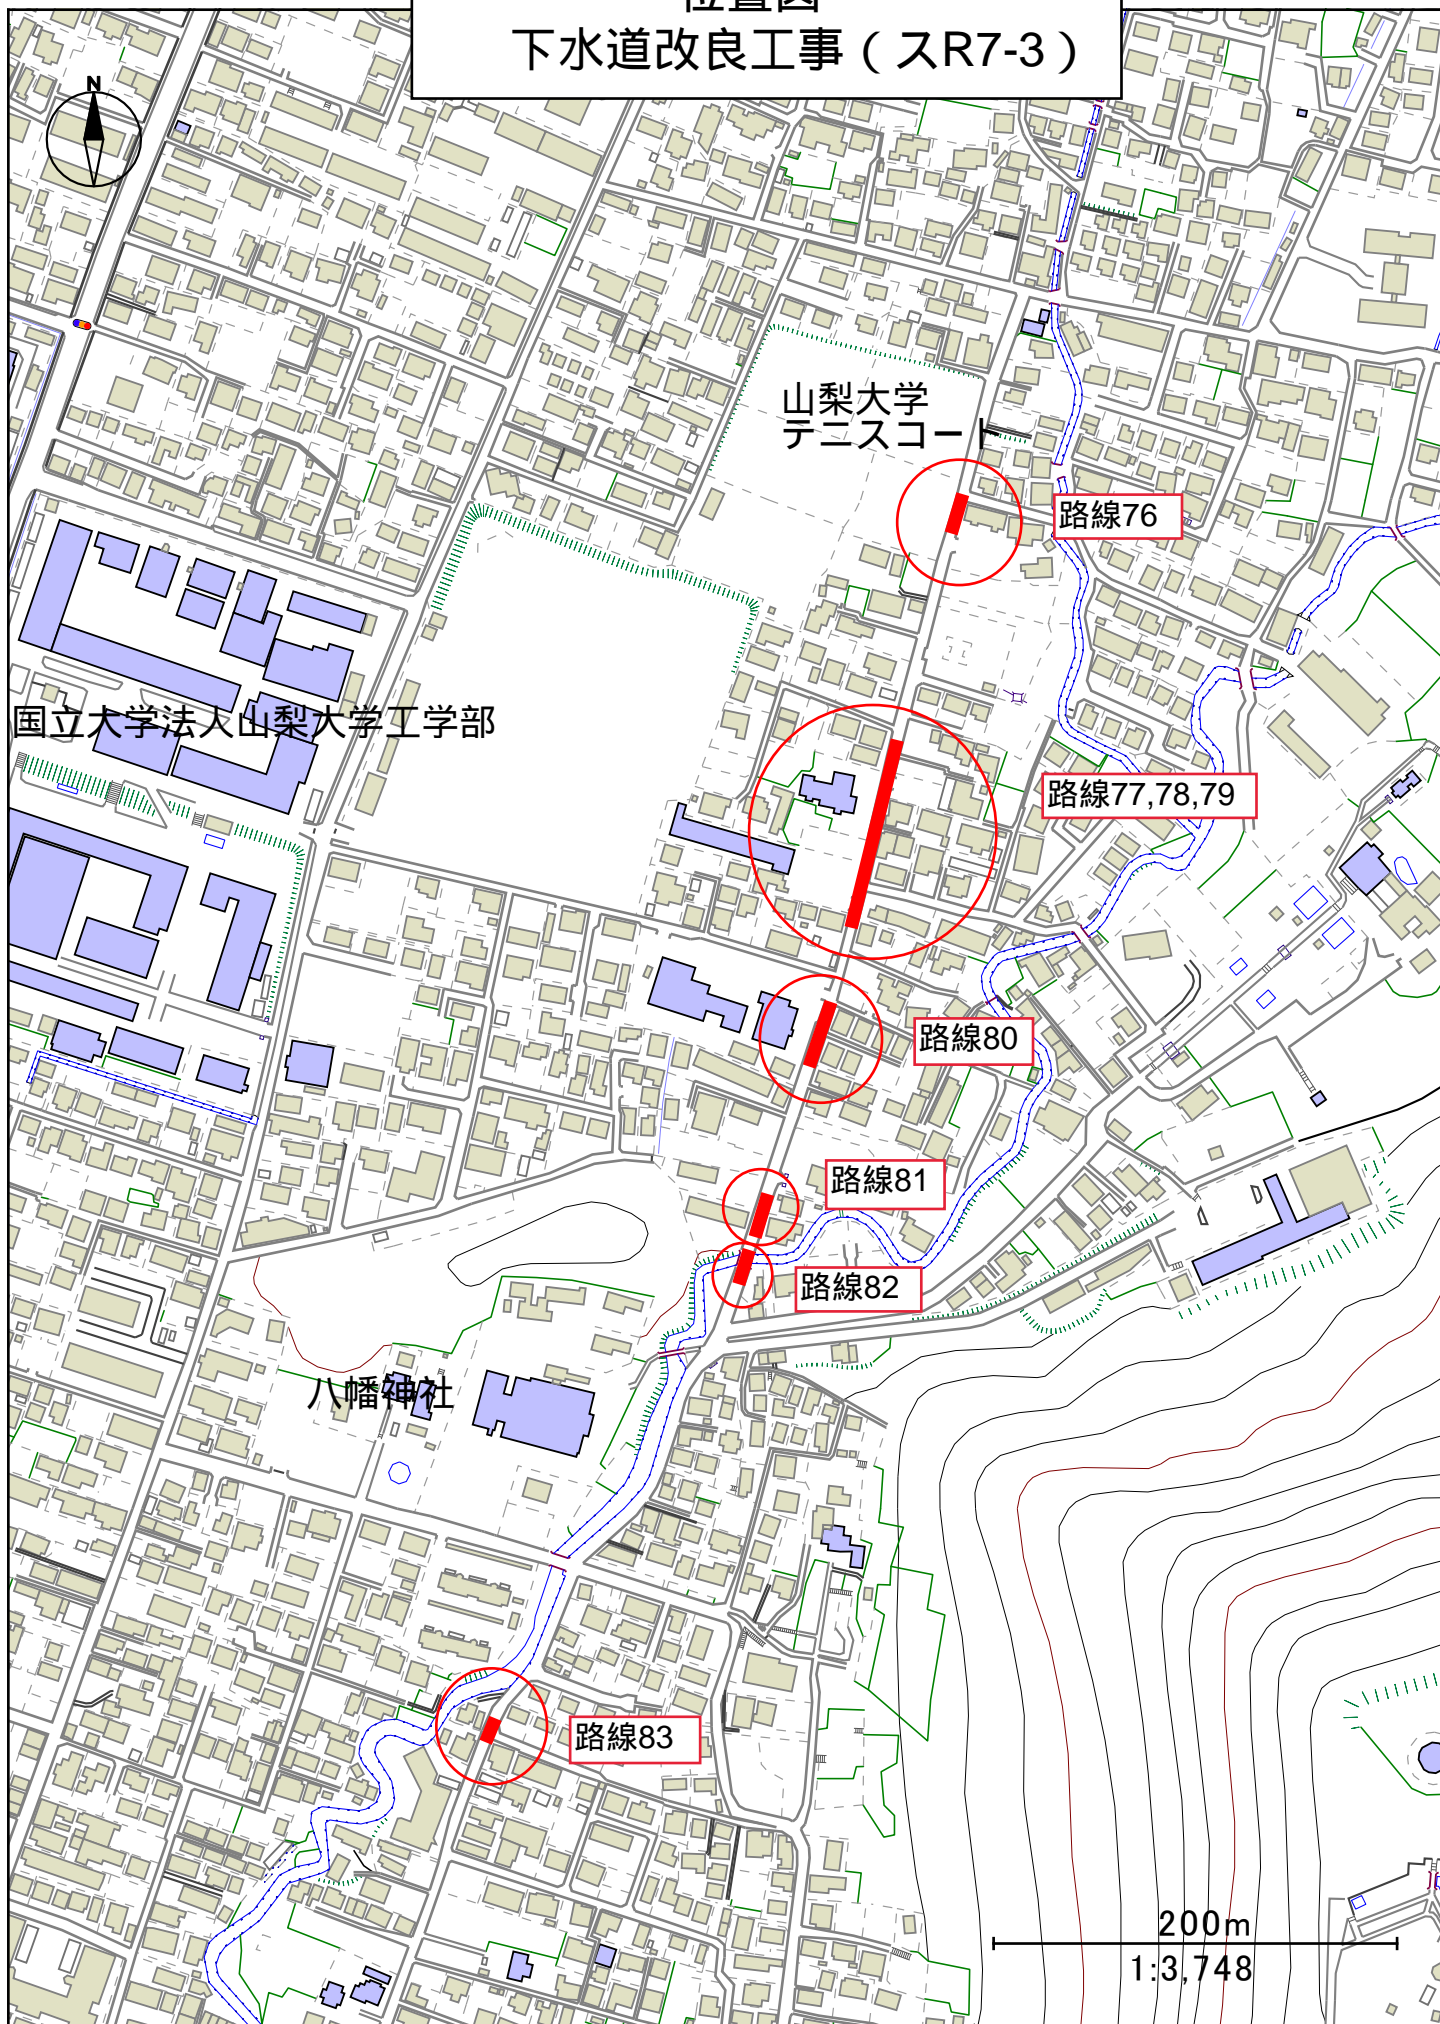 位置図
下水道改良工事（スR7-3）
N
山梨大学
テニスコート
路線76
国立大学法人山梨大学工学部
路線77,78,79
路線80
路線81
路線82
八幡神社
路線83
200m
1:3,748